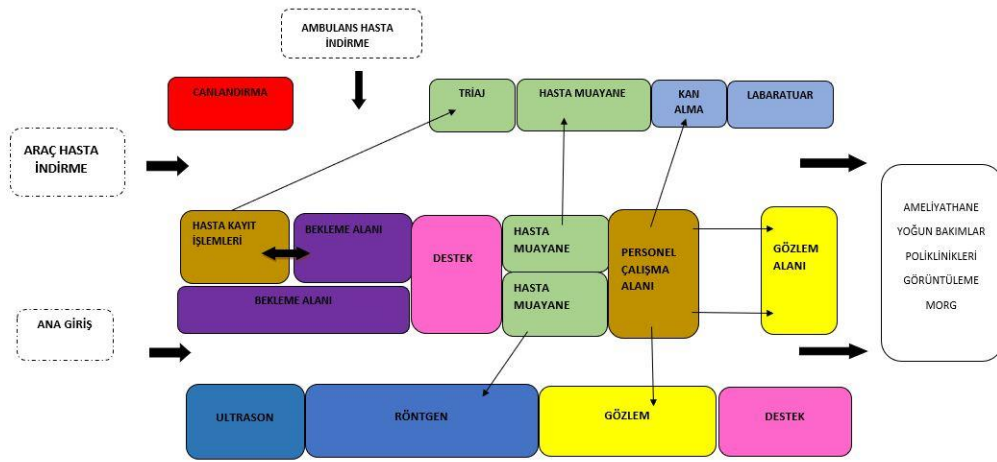 AMBULANS HASTA
İNDİRME
CANLANDIRMA
TRİAJ
HASTA MUAYANE
KAN
ALMA
LABARATUAR
ARAÇ HASTA
İNDİRME
HASTA KAYIT
İŞLEMLERİ
BEKLEME ALANI
BEKLEME ALANI
DESTEK
HASTA
MUAYANE
HASTA
MUAYANE
PERSONEL
ÇALIŞMA
ALANI
GÖZLEM
ALANI
AMELİYATHANE
YOĞUN BAKIMLAR
POLİKLİNİKLERİ
GÖRÜNTÜLEME
MORG
ANA GİRİŞ
ULTRASON
RÖNTGEN
GÖZLEM
DESTEK